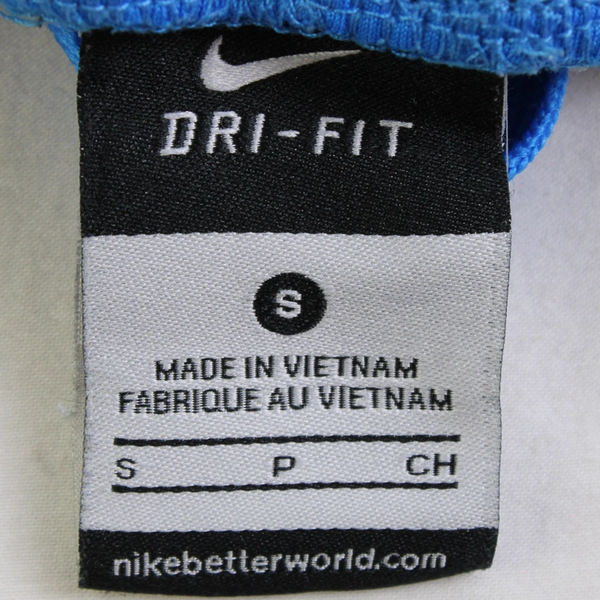 DRI-FIT
S
MADE IN VIETNAM
FABRIQUE AU VIETNAM
S P CH
nikebetterworld.com